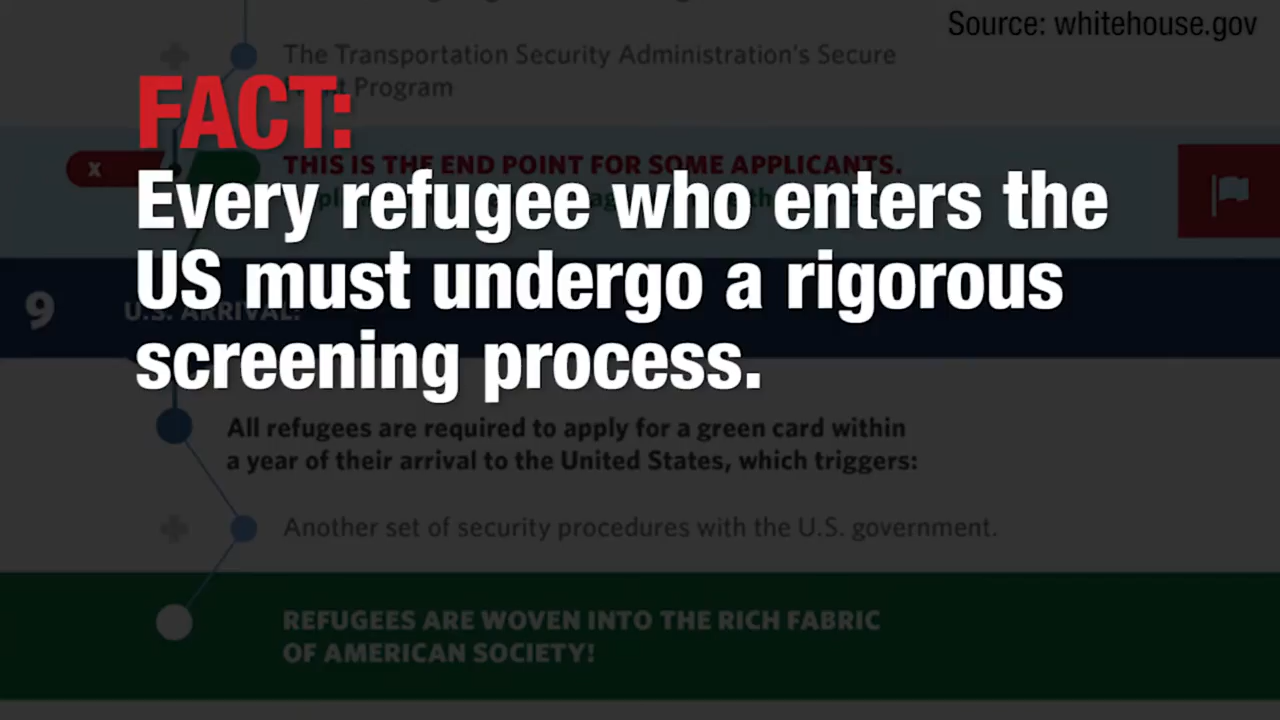 Source: whitehouse.gov
The Transportation Security Administration's Secure
Program
FACT:
X
THIS IS THE END POINT FOR SOME APPLICANTS.
Every refugee who enters the
US must undergo a rigorous
9 U.S. ARRIVAL:
screening process.
All refugees are required to apply for a green card within
a year of their arrival to the United States, which triggers:
Another set of security procedures with the U.S. government.
REFUGEES ARE WOVEN INTO THE RICH FABRIC
OF AMERICAN SOCIETY!